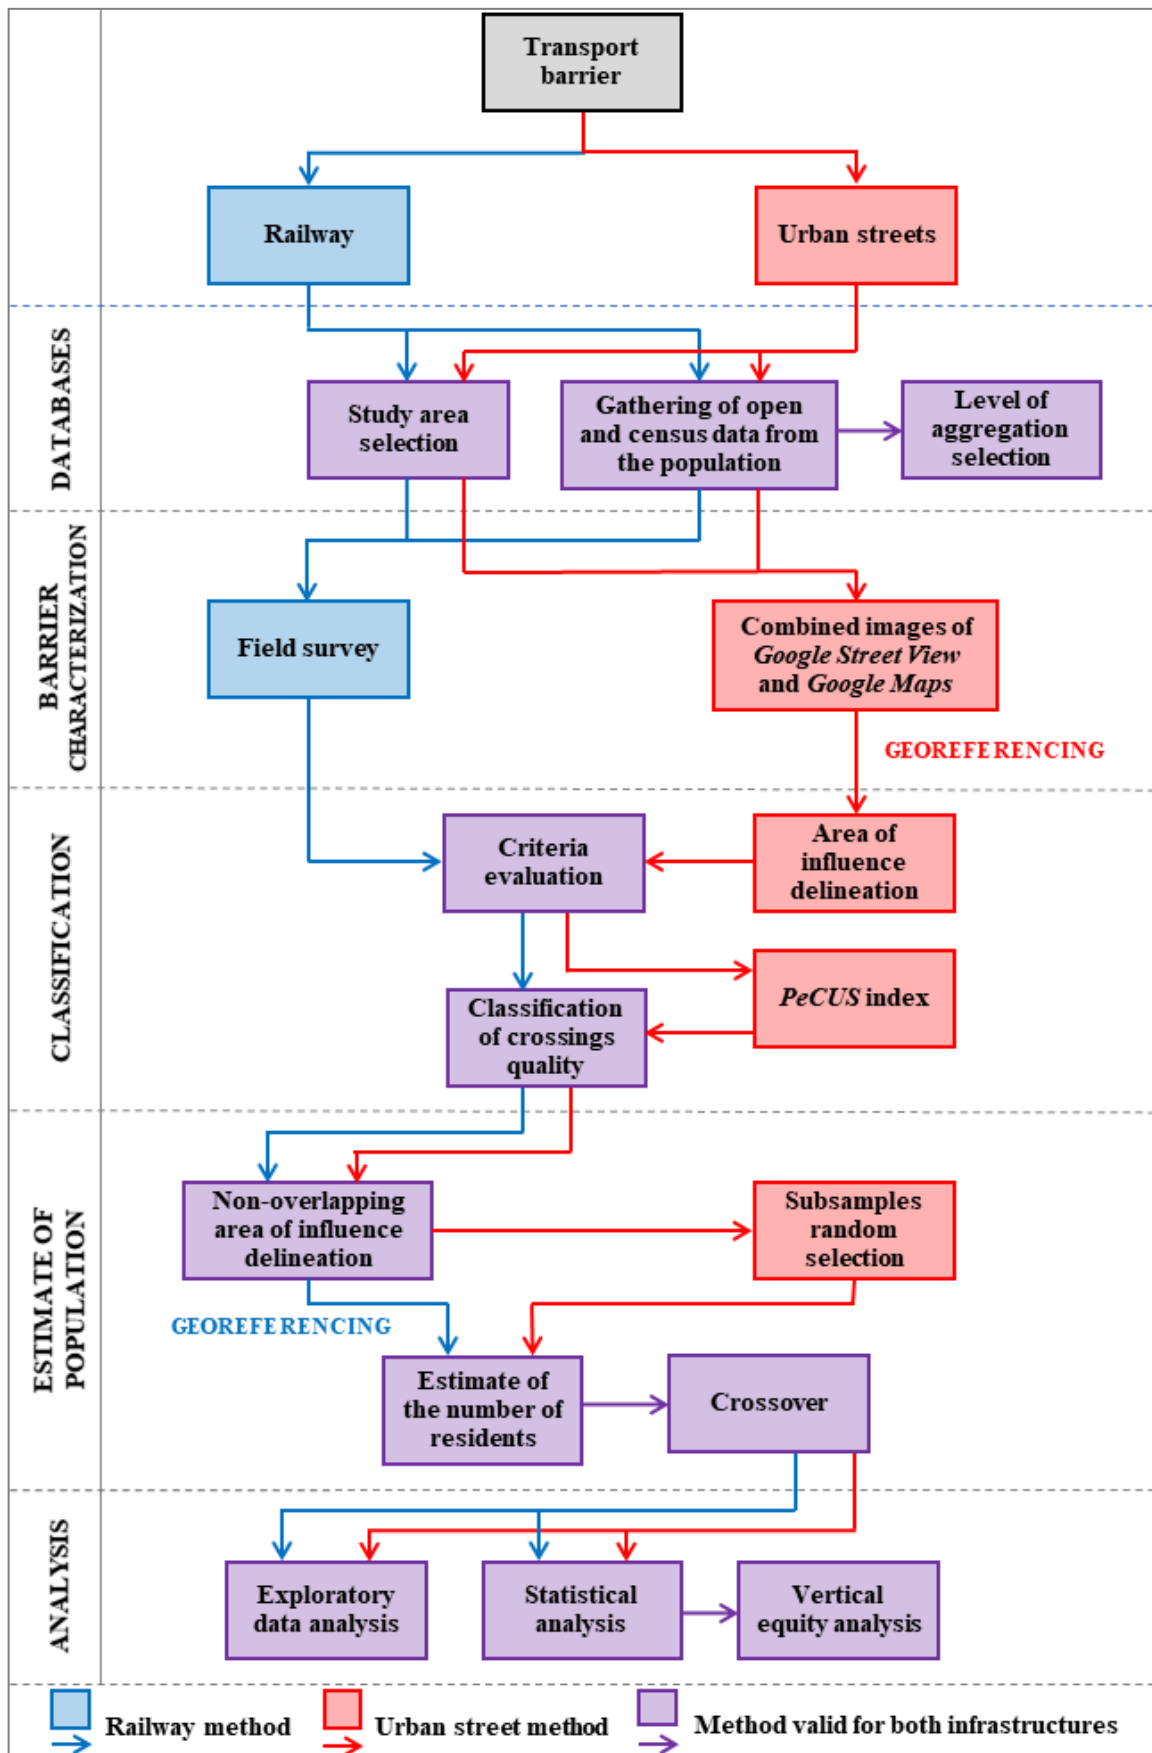 Transport
barrier
Railway
Urban streets
DATABASES
Study area
selection
Gathering of open
and census data from
the population
Level of
aggregation
selection
BARRIER
CHARACTERIZATION
Field survey
Combined images of
Google Street View
and Google Maps
GEOREFERENCING
CLASSIFICATION
Criteria
evaluation
Area of
influence
delineation
PeCUS index
Classification
of crossings
quality
ESTIMATE OF
POPULATION
Non-overlapping
area of influence
delineation
Subsamples
random
selection
GEOREFERENCING
Estimate of
the number of
residents
Crossover
ANALYSIS
Exploratory
data analysis
Statistical
analysis
Vertical
equity analysis
Railway method
Urban street method
Method valid for both infrastructures